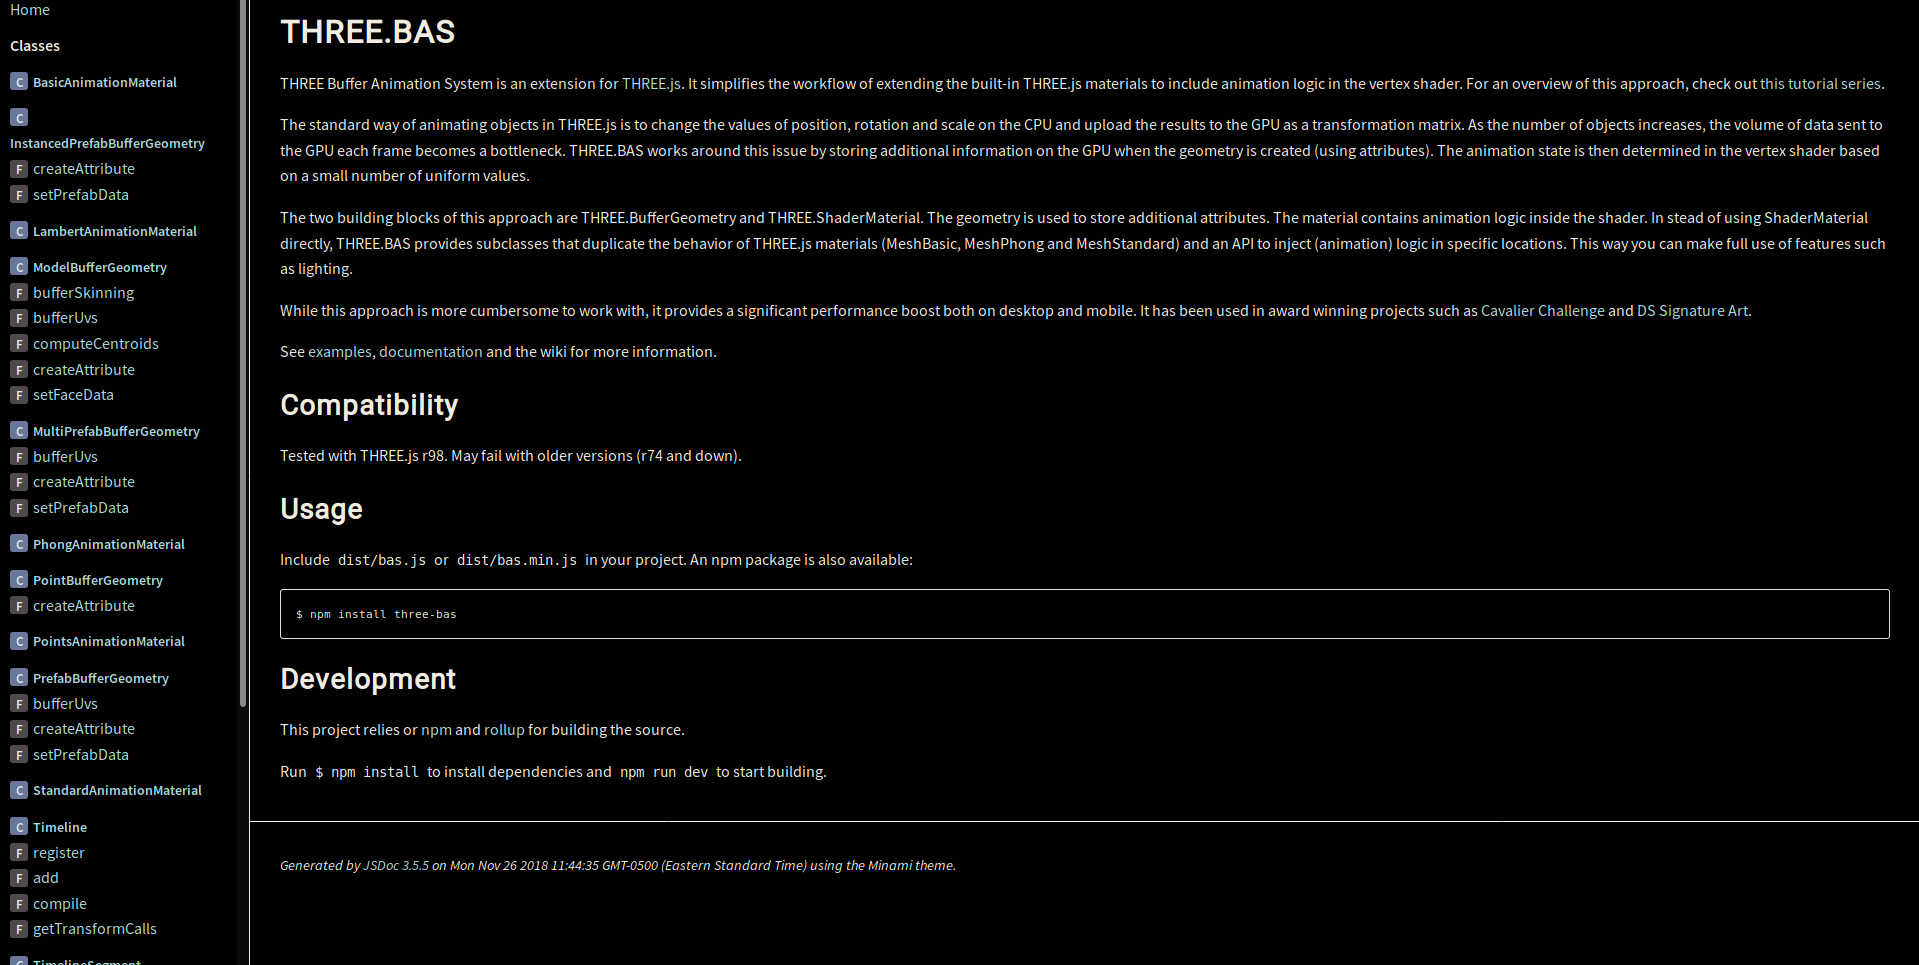 Home
Classes
C BasicAnimationMaterial
C
InstancedPrefabBufferGeometry
F createAttribute
F setPrefabData
C LambertAnimationMaterial
C ModelBufferGeometry
F bufferSkinning
F bufferUvs
F computeCentroids
F createAttribute
F setFaceData
C MultiPrefabBufferGeometry
F bufferUvs
F createAttribute
F setPrefabData
C PhongAnimationMaterial
C PointBufferGeometry
F createAttribute
C PointsAnimationMaterial
C PrefabBufferGeometry
F bufferUvs
F createAttribute
F setPrefabData
C StandardAnimationMaterial
C Timeline
F register
F add
F compile
F getTransformCalls
C TimelineSegment
THREE.BAS
THREE Buffer Animation System is an extension for THREE.js. It simplifies the workflow of extending the built-in THREE.js materials to include animation logic in the vertex shader. For an overview of this approach, check out this tutorial series.
The standard way of animating objects in THREE.js is to change the values of position, rotation and scale on the CPU and upload the results to the GPU as a transformation matrix. As the number of objects increases, the volume of data sent to
the GPU each frame becomes a bottleneck. THREE.BAS works around this issue by storing additional information on the GPU when the geometry is created (using attributes). The animation state is then determined in the vertex shader based
on a small number of uniform values.
The two building blocks of this approach are THREE.BufferGeometry and THREE.ShaderMaterial. The geometry is used to store additional attributes. The material contains animation logic inside the shader. In stead of using ShaderMaterial
directly, THREE.BAS provides subclasses that duplicate the behavior of THREE.js materials (MeshBasic, MeshPhong and MeshStandard) and an API to inject (animation) logic in specific locations. This way you can make full use of features such
as lighting.
While this approach is more cumbersome to work with, it provides a significant performance boost both on desktop and mobile. It has been used in award winning projects such as Cavalier Challenge and DS Signature Art.
See examples, documentation and the wiki for more information.
Compatibility
Tested with THREE.js r98. May fail with older versions (r74 and down).
Usage
Include dist/bas.js or dist/bas.min.js in your project. An npm package is also available:
$ npm install three-bas
Development
This project relies or npm and rollup for building the source.
Run $ npm install to install dependencies and npm run dev to start building.
Generated by JSDoc 3.5.5 on Mon Nov 26 2018 11:44:35 GMT-0500 (Eastern Standard Time) using the Minami theme.